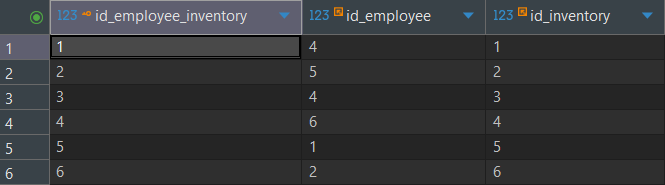 123 id_employee_inventory 123 id_employee 123 id_inventory
1 1 4 1
2 2 5 2
3 3 4 3
4 4 6 4
5 5 1 5
6 6 2 6